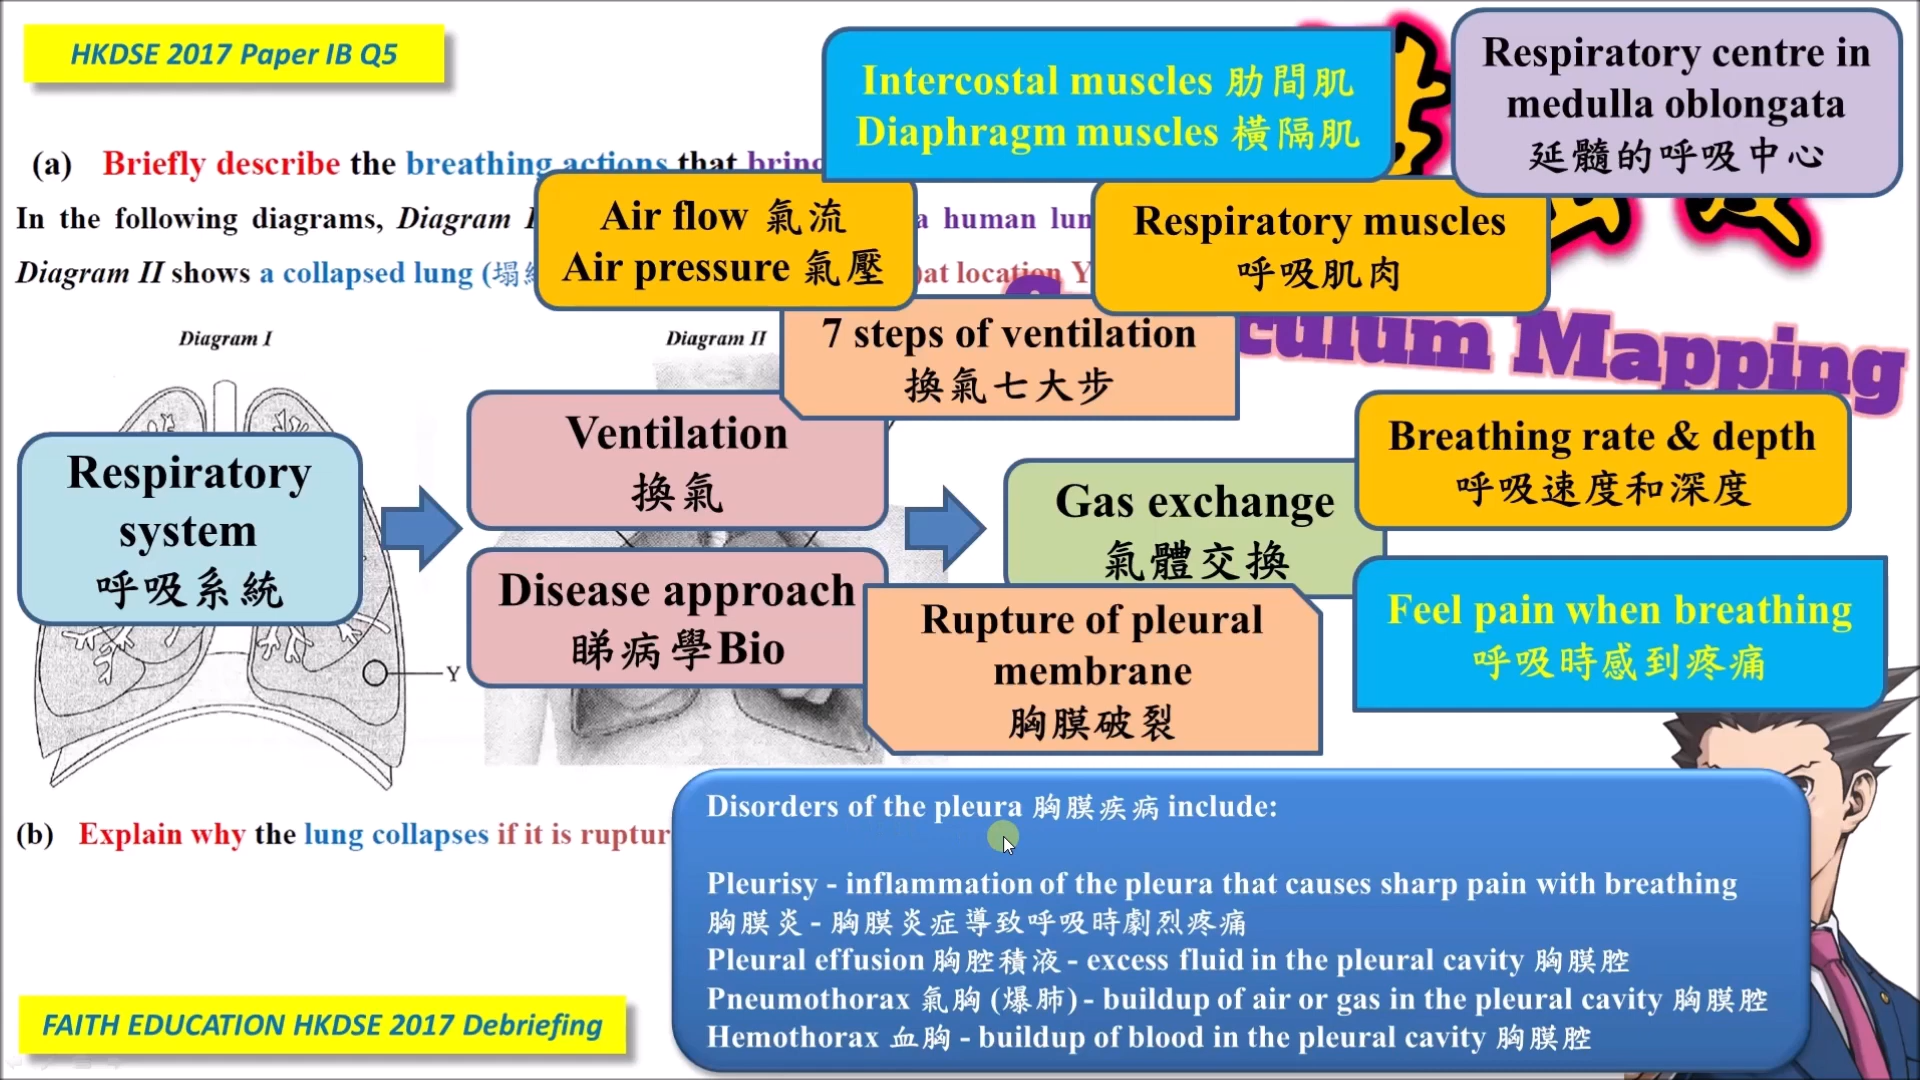 HKDSE 2017 Paper IB Q5
Intercostal muscles 肋間肌
Diaphragm muscles 橫隔肌
Respiratory centre in
medulla oblongata
延髓的呼吸中心
(a) Briefly describe the breathing actions that bring
In the following diagrams, Diagram I
a human lun
Air flow 氣流
Air pressure 氣壓
Respiratory muscles
呼吸肌肉
Diagram II shows a collapsed lung (塌
)at location Y
culum Mapping
7 steps of ventilation
換氣七大步
Diagram I
Diagram II
Respiratory
system
呼吸系統
Ventilation
換氣
Gas exchange
氣體交換
Breathing rate & depth
呼吸速度和深度
Disease approach
睇病學Bio
Rupture of pleural
membrane
胸膜破裂
Feel pain when breathing
呼吸時感到疼痛
Y
(b) Explain why the lung collapses if it is ruptur
Disorders of the pleura 胸膜疾病 include:
Pleurisy - inflammation of the pleura that causes sharp pain with breathing
胸膜炎 - 胸膜炎症導致呼吸時劇烈疼痛
Pleural effusion 胸腔積液 - excess fluid in the pleural cavity 胸膜腔
Pneumothorax 氣胸 (爆肺) - buildup of air or gas in the pleural cavity 胸膜腔
Hemothorax 血胸 - buildup of blood in the pleural cavity 胸膜腔
FAITH EDUCATION HKDSE 2017 Debriefing